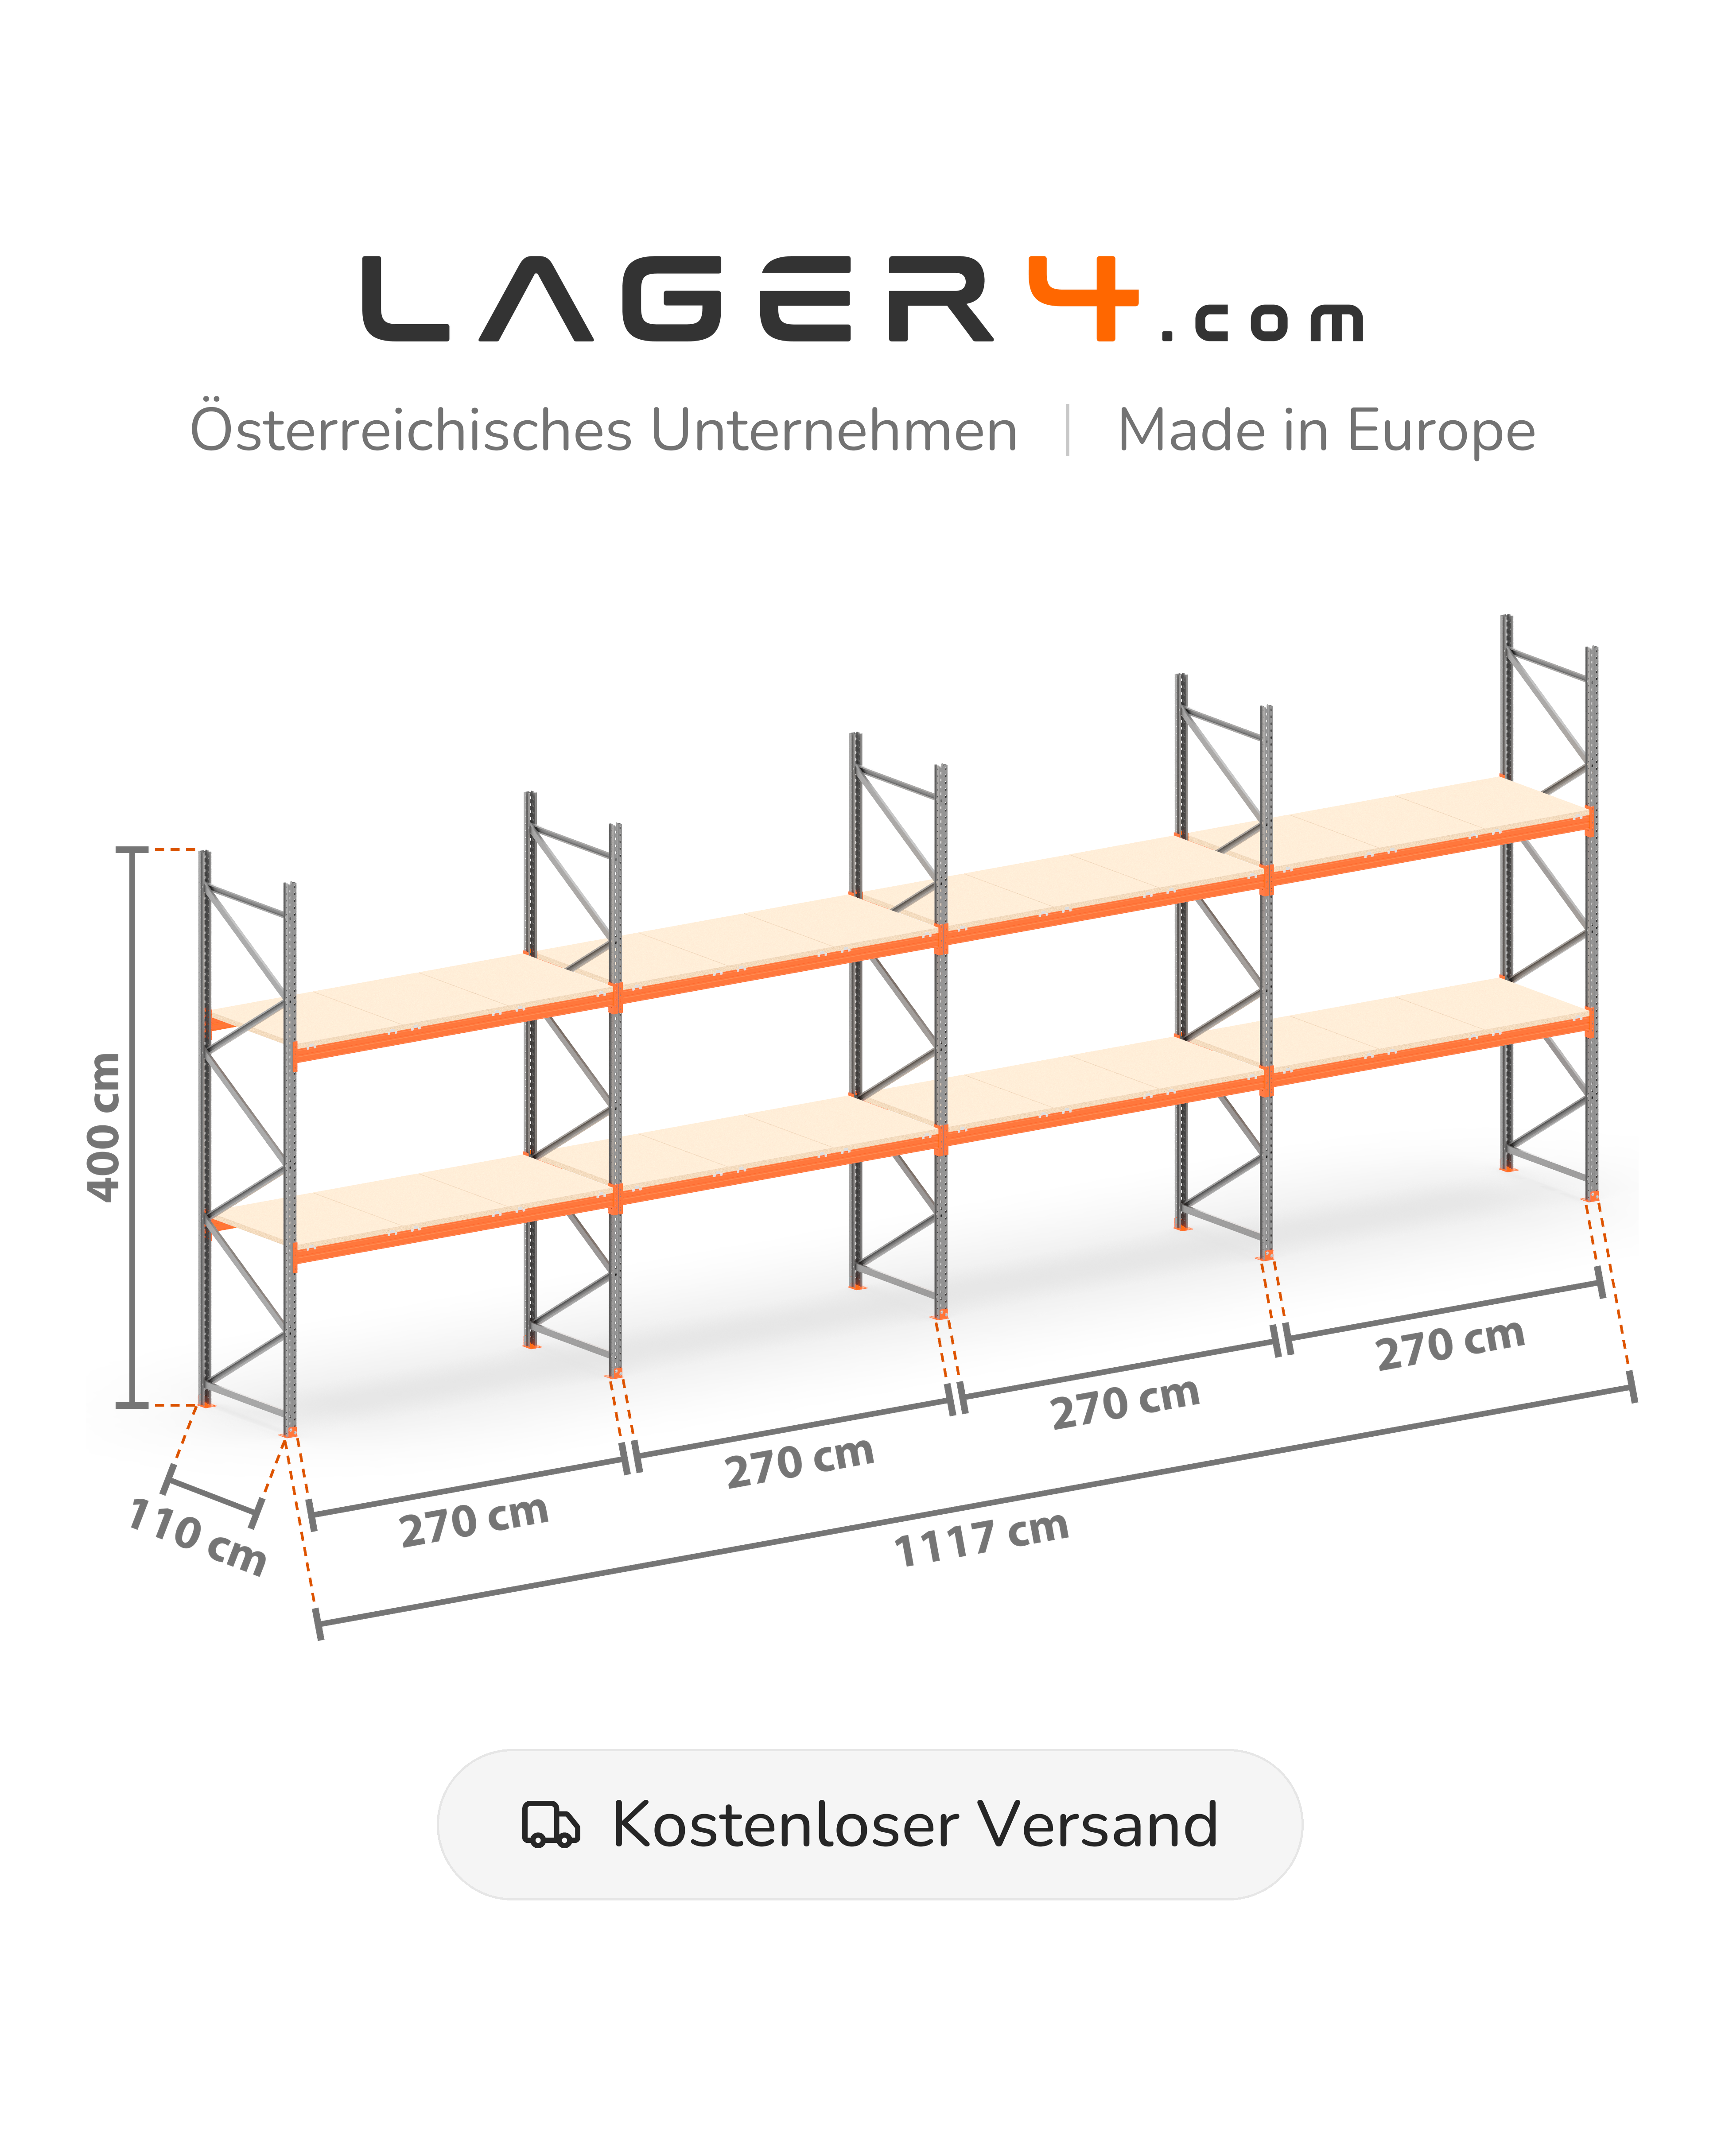 LAGER4.com
Österreichisches Unternehmen | Made in Europe
400 cm
110 cm
270 cm
270 cm
270 cm
270 cm
1117 cm
Kostenloser Versand